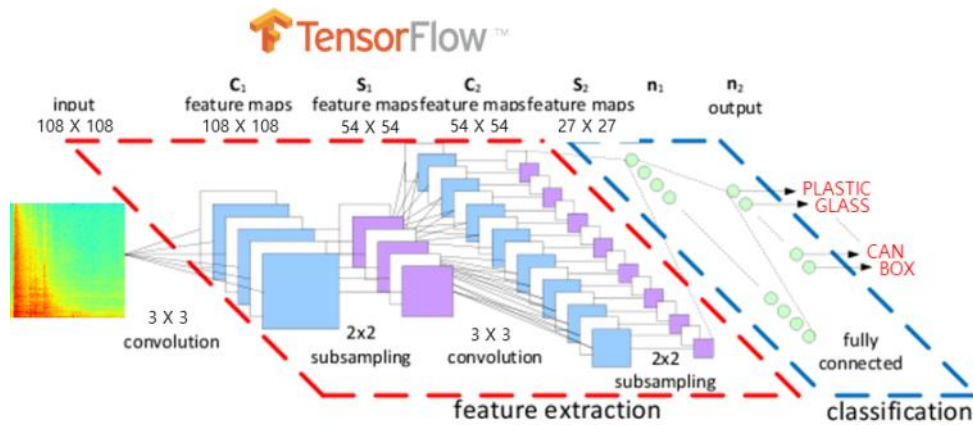 TensorFlow™
C1 S1 C2 S2 n1 n2
input feature maps feature maps feature maps feature maps output
108 X 108 108 X 108 54 X 54 54 X 54 27 X 27
PLASTIC
GLASS
CAN
BOX
3 X 3
convolution
2x2
subsampling
3 X 3
convolution
2x2
subsampling
fully
connected
feature extraction
classification